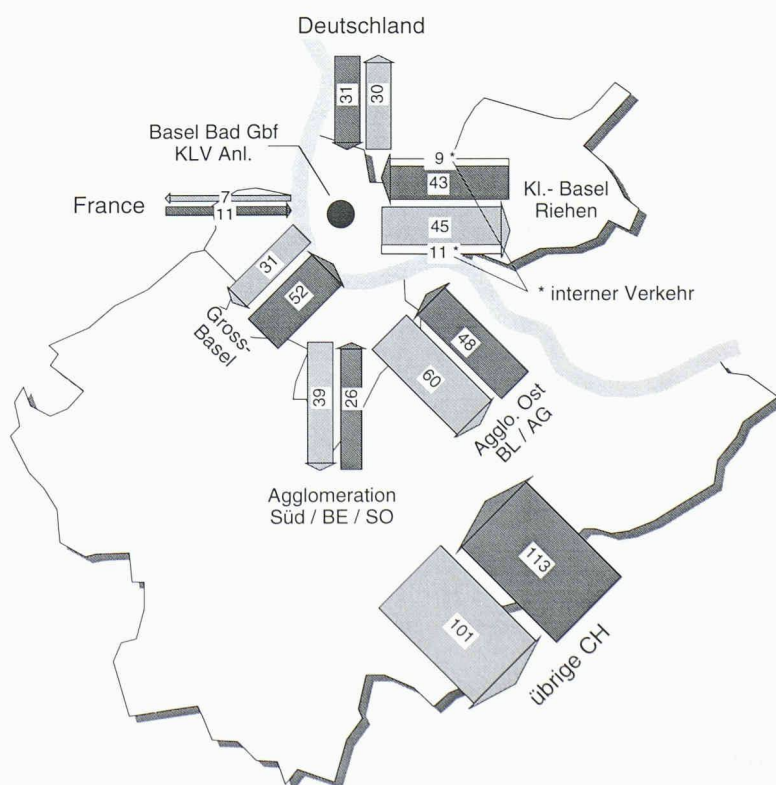 Deutschland
31
30
Basel Bad Gbf
KLV Anl.
9 *
43
Kl.- Basel
Riehen
France
7
11
45
11 *
31
52
Gross-
Basel
* interner Verkehr
48
60
Agglo. Ost
BL / AG
39
26
Agglomeration
Süd / BE / SO
113
101
übrige CH